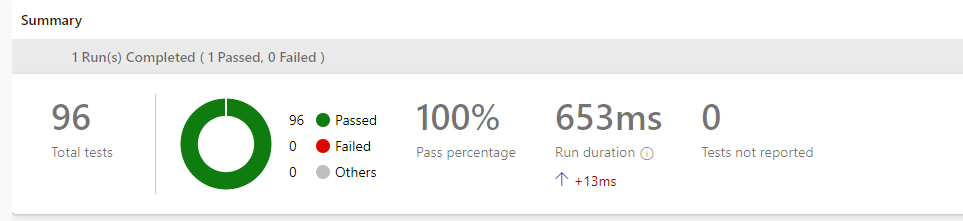 Summary
1 Run(s) Completed ( 1 Passed, 0 Failed )
96
Total tests
96 Passed
0 Failed
0 Others
100%
Pass percentage
653ms
Run duration
+13ms
0
Tests not reported